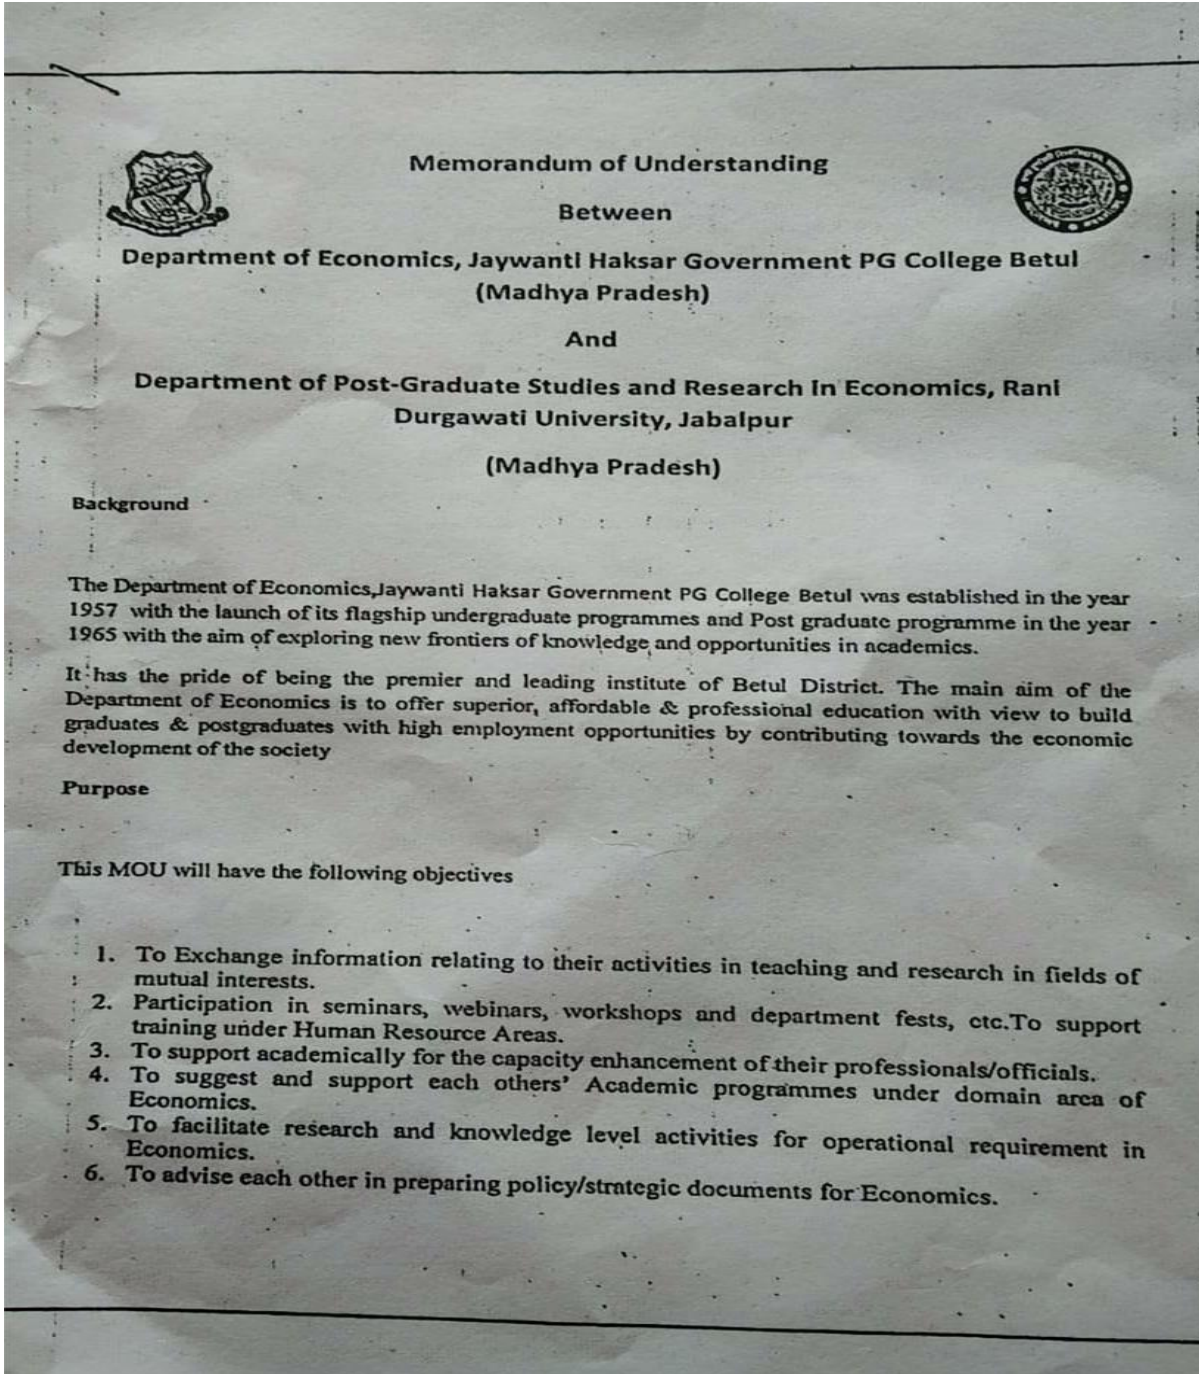 Memorandum of Understanding
Between
Department of Economics, Jaywanti Haksar Government PG College Betul
(Madhya Pradesh)
And
Department of Post-Graduate Studies and Research in Economics, Rani
Durgawati University, Jabalpur
(Madhya Pradesh)
Background
The Department of Economics,Jaywanti Haksar Government PG College Betul was established in the year
1957 with the launch of its flagship undergraduate programmes and Post graduate programme in the year
1965 with the aim of exploring new frontiers of knowledge and opportunities in academics.
It has the pride of being the premier and leading institute of Betul District. The main aim of the
Department of Economics is to offer superior, affordable & professional education with view to build
graduates & postgraduates with high employment opportunities by contributing towards the economic
development of the society
Purpose
This MOU will have the following objectives
1. To Exchange information relating to their activities in teaching and research in fields of
mutual interests.
2. Participation in seminars, webinars, workshops and department fests, etc.To support
training under Human Resource Areas.
3. To support academically for the capacity enhancement of their professionals/officials.
4. To suggest and support each others' Academic programmes under domain area of
Economics.
5. To facilitate research and knowledge level activities for operational requirement in
Economics.
6. To advise each other in preparing policy/strategic documents for Economics.